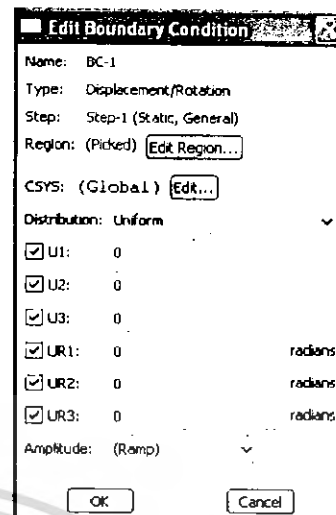 Edit Boundary Condition
Name: BC-1
Type: Displacement/Rotation
Step: Step-1 (Static, General)
Region: (Picked) Edit Region...
CSYS: (Global) Edit...
Distribution: Uniform
U1: 0
U2: 0
U3: 0
UR1: 0 radians
UR2: 0 radians
UR3: 0 radians
Amplitude: (Ramp)
OK Cancel